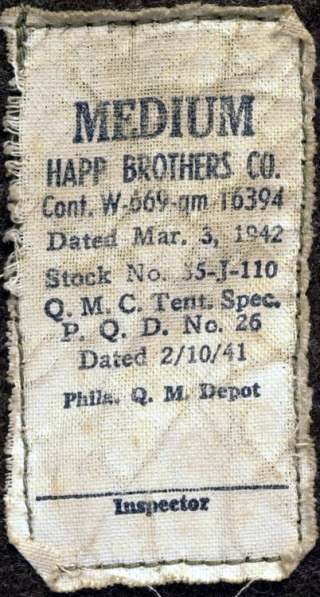 MEDIUM
HAPP BROTHERS CO.
Cont. W-669-qm 16394
Dated Mar. 3, 1942
Stock No. 55-J-110
Q. M. C. Tent. Spec.
P. Q. D. No. 26
Dated 2/10/41
Phila. Q. M. Depot
Inspector